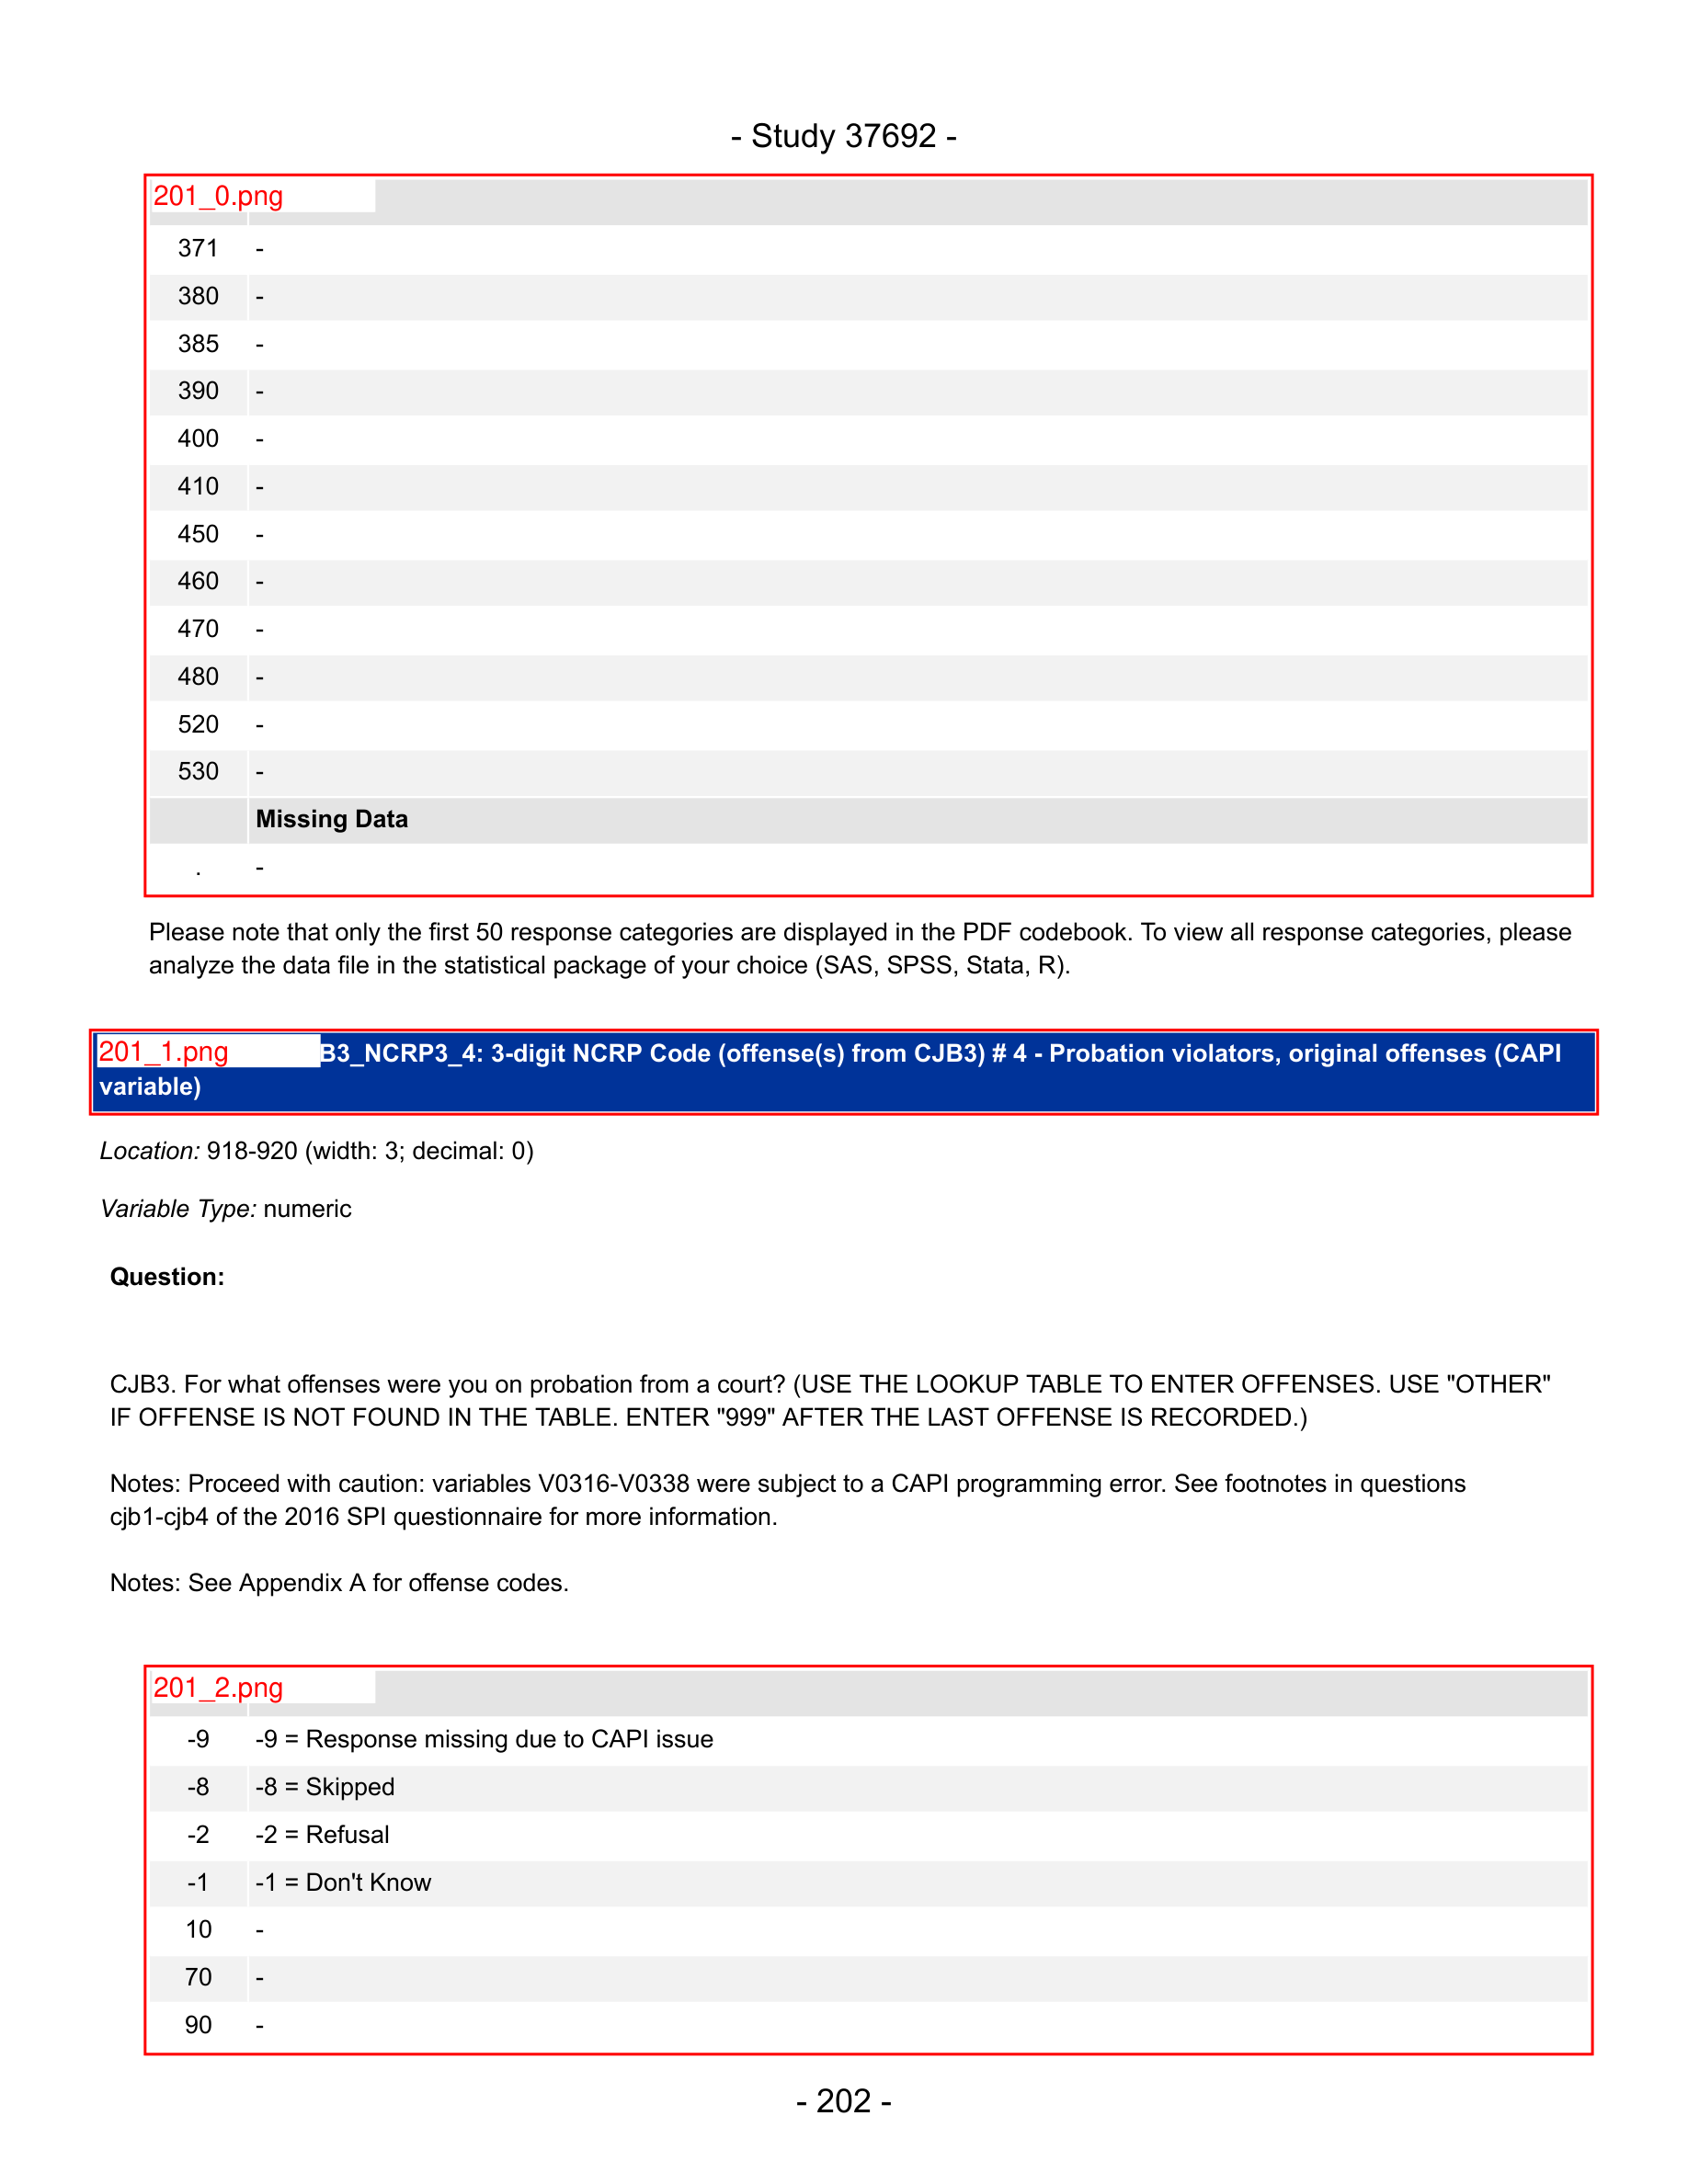 - Study 37692 -
201_0.png
371 -
380 -
385 -
390 -
400 -
410 -
450 -
460 -
470 -
480 -
520 -
530 -
Missing Data
. -
Please note that only the first 50 response categories are displayed in the PDF codebook. To view all response categories, please
analyze the data file in the statistical package of your choice (SAS, SPSS, Stata, R).
201_1.png B3_NCRP3_4: 3-digit NCRP Code (offense(s) from CJB3) # 4 - Probation violators, original offenses (CAPI
variable)
Location: 918-920 (width: 3; decimal: 0)
Variable Type: numeric
Question:
CJB3. For what offenses were you on probation from a court? (USE THE LOOKUP TABLE TO ENTER OFFENSES. USE "OTHER"
IF OFFENSE IS NOT FOUND IN THE TABLE. ENTER "999" AFTER THE LAST OFFENSE IS RECORDED.)
Notes: Proceed with caution: variables V0316-V0338 were subject to a CAPI programming error. See footnotes in questions
cjb1-cjb4 of the 2016 SPI questionnaire for more information.
Notes: See Appendix A for offense codes.
201_2.png
-9 -9 = Response missing due to CAPI issue
-8 -8 = Skipped
-2 -2 = Refusal
-1 -1 = Don't Know
10 -
70 -
90 -
- 202 -